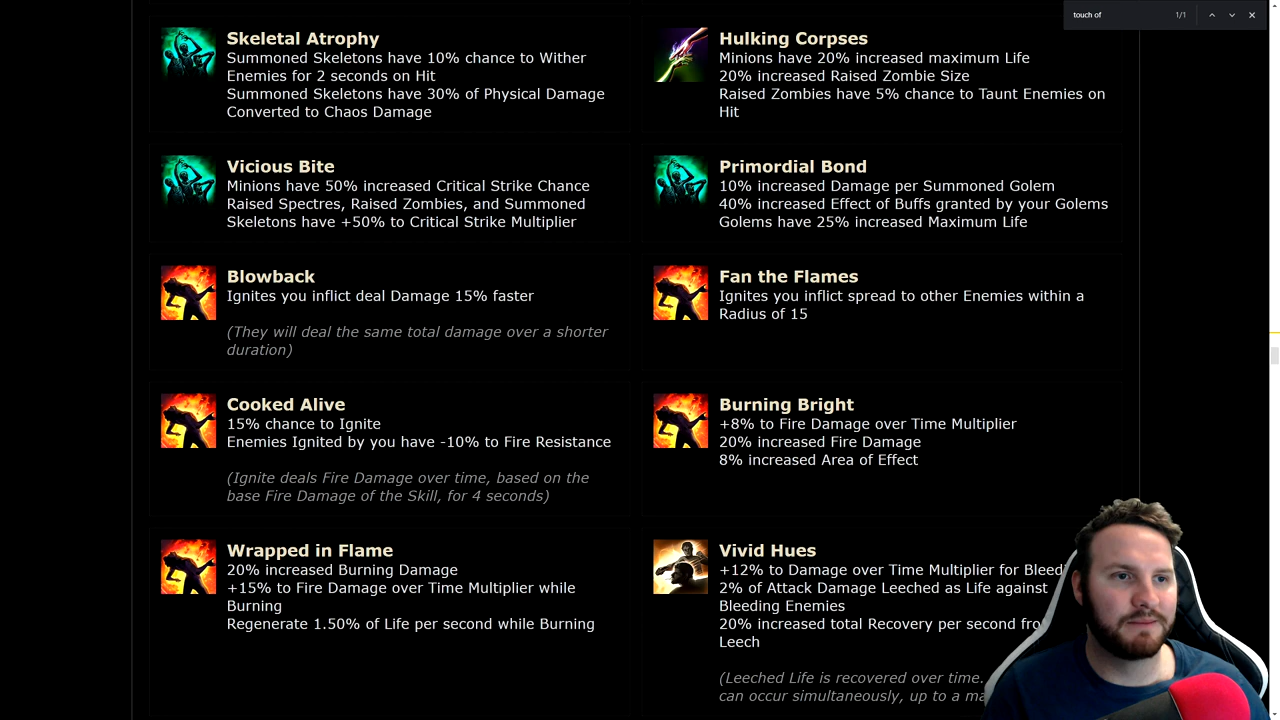 touch of 1/1
Skeletal Atrophy
Summoned Skeletons have 10% chance to Wither
Enemies for 2 seconds on Hit
Summoned Skeletons have 30% of Physical Damage
Converted to Chaos Damage
Hulking Corpses
Minions have 20% increased maximum Life
20% increased Raised Zombie Size
Raised Zombies have 5% chance to Taunt Enemies on
Hit
Vicious Bite
Minions have 50% increased Critical Strike Chance
Raised Spectres, Raised Zombies, and Summoned
Skeletons have +50% to Critical Strike Multiplier
Primordial Bond
10% increased Damage per Summoned Golem
40% increased Effect of Buffs granted by your Golems
Golems have 25% increased Maximum Life
Blowback
Ignites you inflict deal Damage 15% faster
(They will deal the same total damage over a shorter
duration)
Fan the Flames
Ignites you inflict spread to other Enemies within a
Radius of 15
Cooked Alive
15% chance to Ignite
Enemies Ignited by you have -10% to Fire Resistance
(Ignite deals Fire Damage over time, based on the
base Fire Damage of the Skill, for 4 seconds)
Burning Bright
+8% to Fire Damage over Time Multiplier
20% increased Fire Damage
8% increased Area of Effect
Wrapped in Flame
20% increased Burning Damage
+15% to Fire Damage over Time Multiplier while
Burning
Regenerate 1.50% of Life per second while Burning
Vivid Hues
+12% to Damage over Time Multiplier for
2% of Attack Damage Leeched as Life against
Bleeding Enemies
20% increased total Recovery per second
Leech
(Leeched Life is recovered over time.
can occur simultaneously, up to a